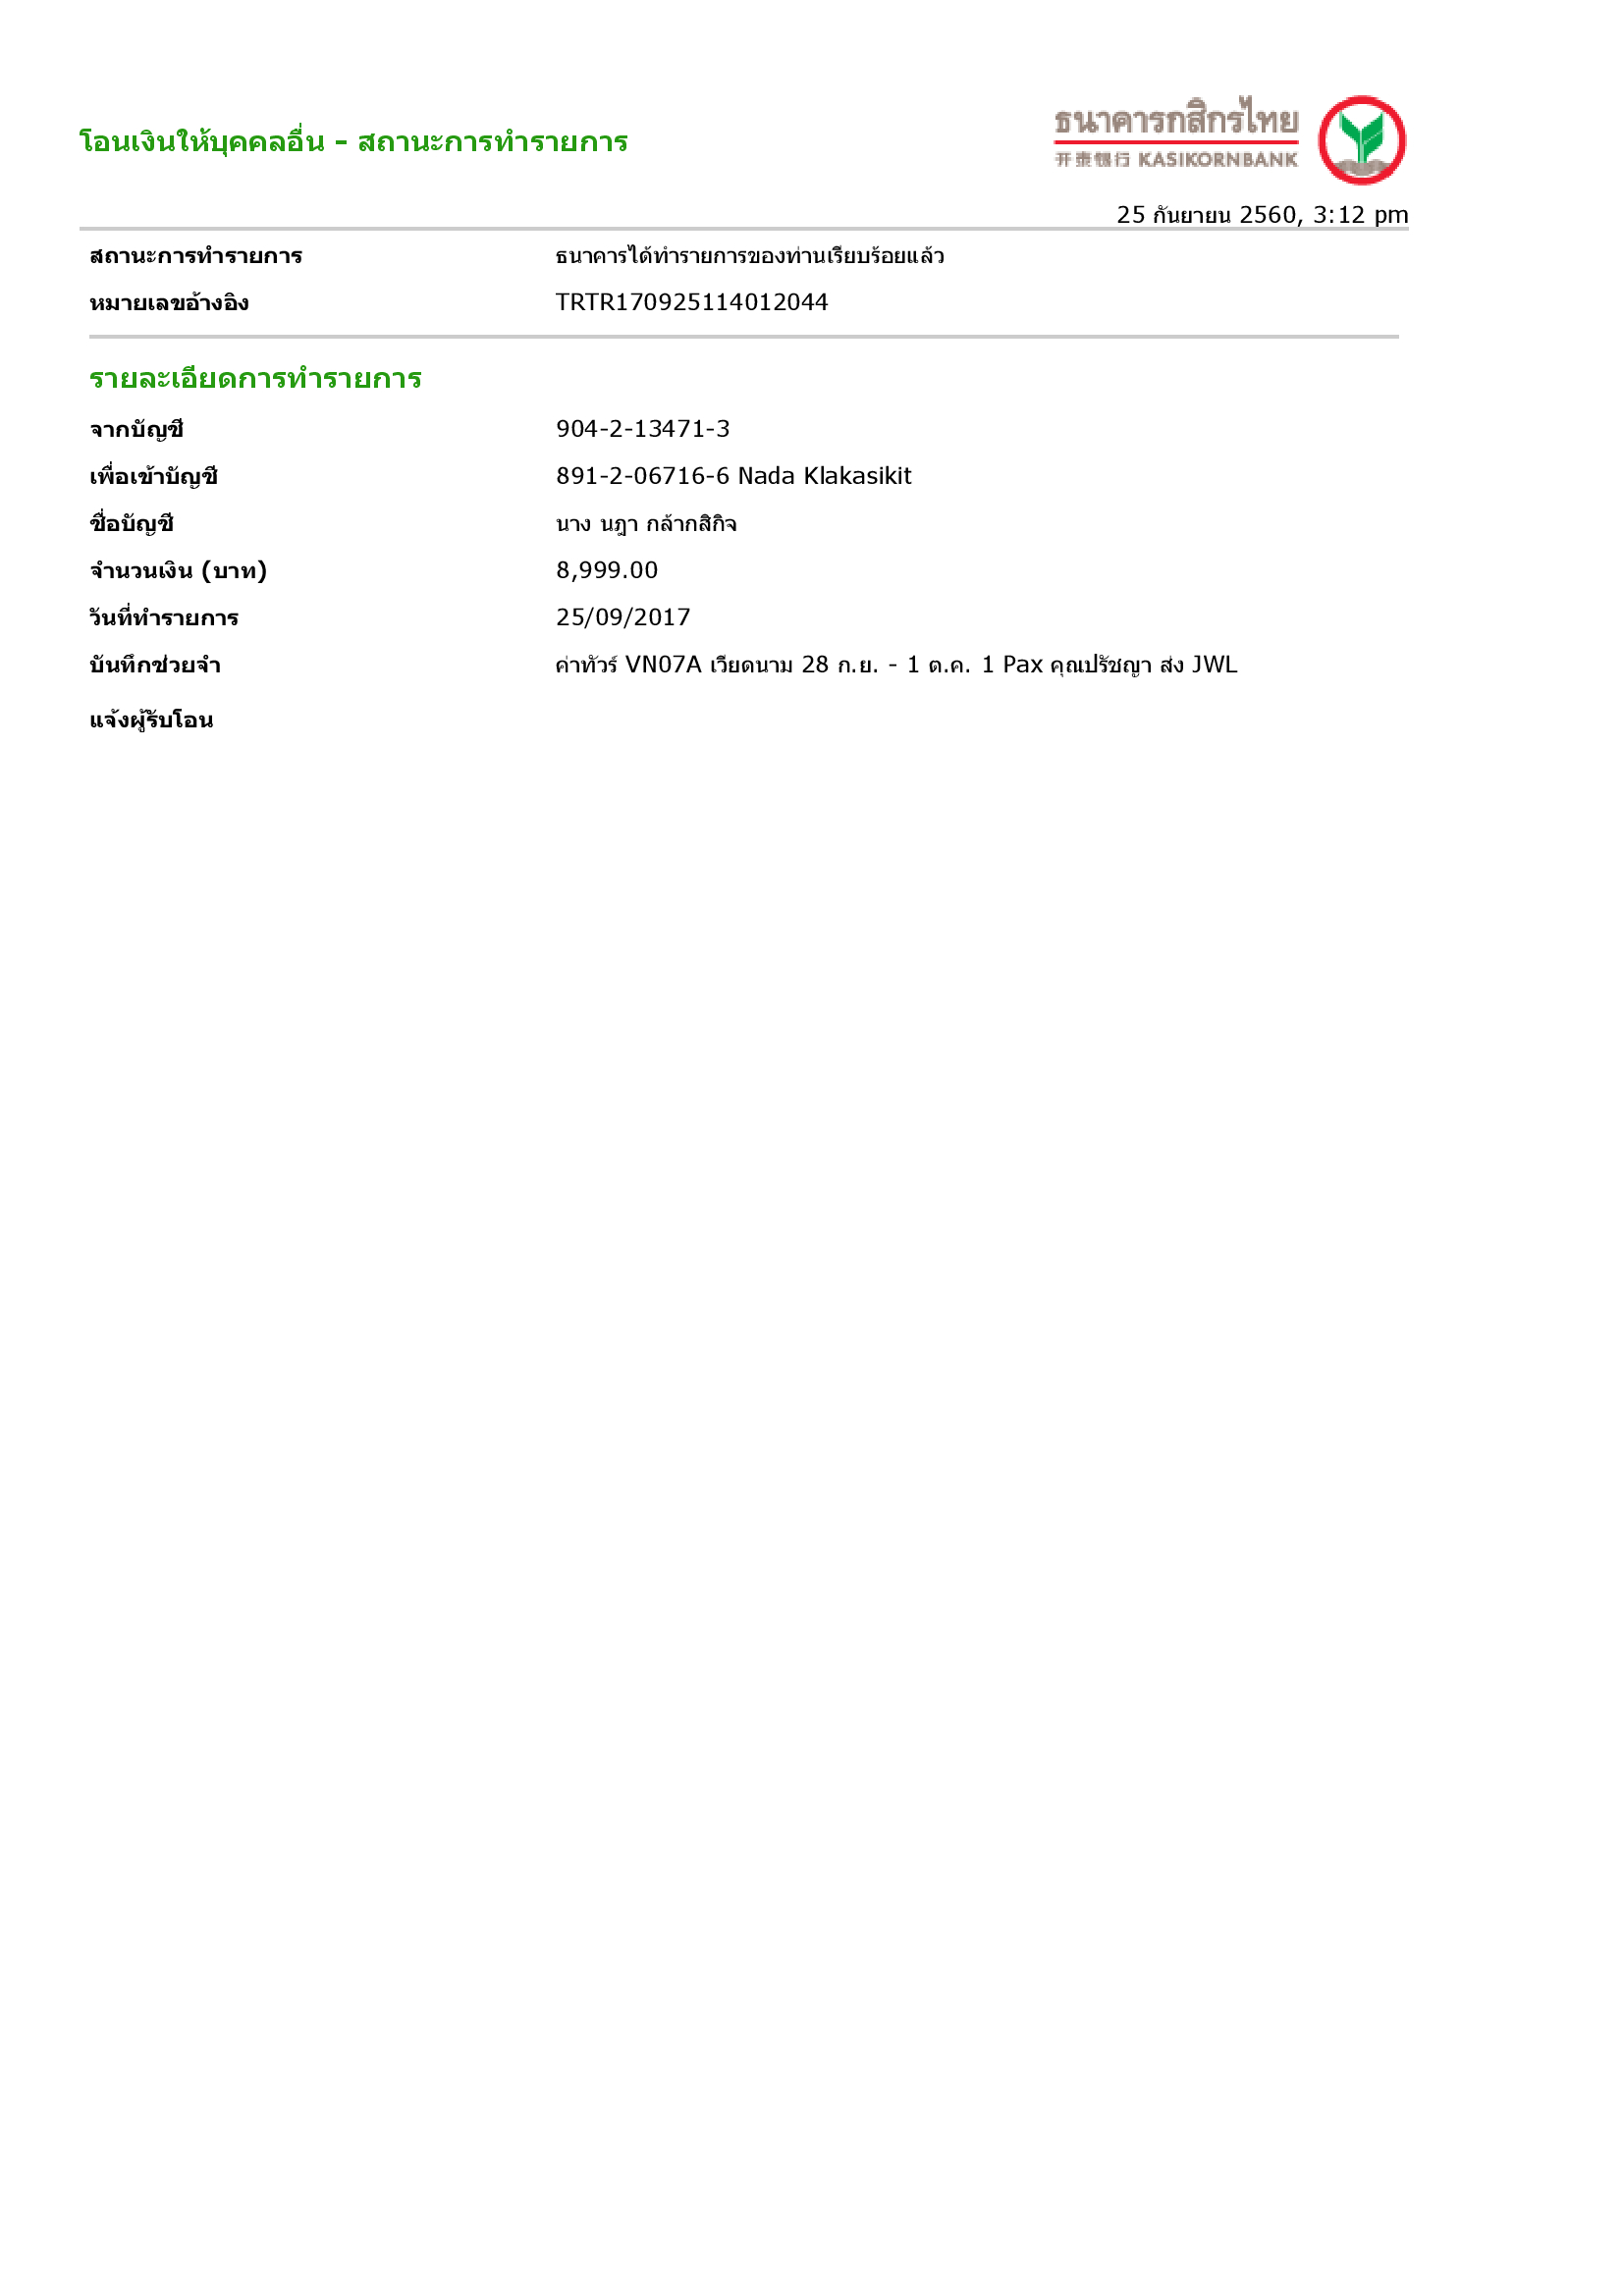 โอนเงินให้บุคคลอื่น - สถานะการทำรายการ
ธนาคารกสิกรไทย
开泰银行 KASIKORNBANK
25 กันยายน 2560, 3:12 pm
สถานะการทำรายการ ธนาคารได้ทำรายการของท่านเรียบร้อยแล้ว
หมายเลขอ้างอิง TRTR170925114012044
รายละเอียดการทำรายการ
จากบัญชี 904-2-13471-3
เพื่อเข้าบัญชี 891-2-06716-6 Nada Klakasikit
ชื่อบัญชี นาง นฎา กล้ากสิกิจ
จำนวนเงิน (บาท) 8,999.00
วันที่ทำรายการ 25/09/2017
บันทึกช่วยจำ ค่าทัวร์ VN07A เวียดนาม 28 ก.ย. - 1 ต.ค. 1 Pax คุณปรัชญา ส่ง JWL
แจ้งผู้รับโอน